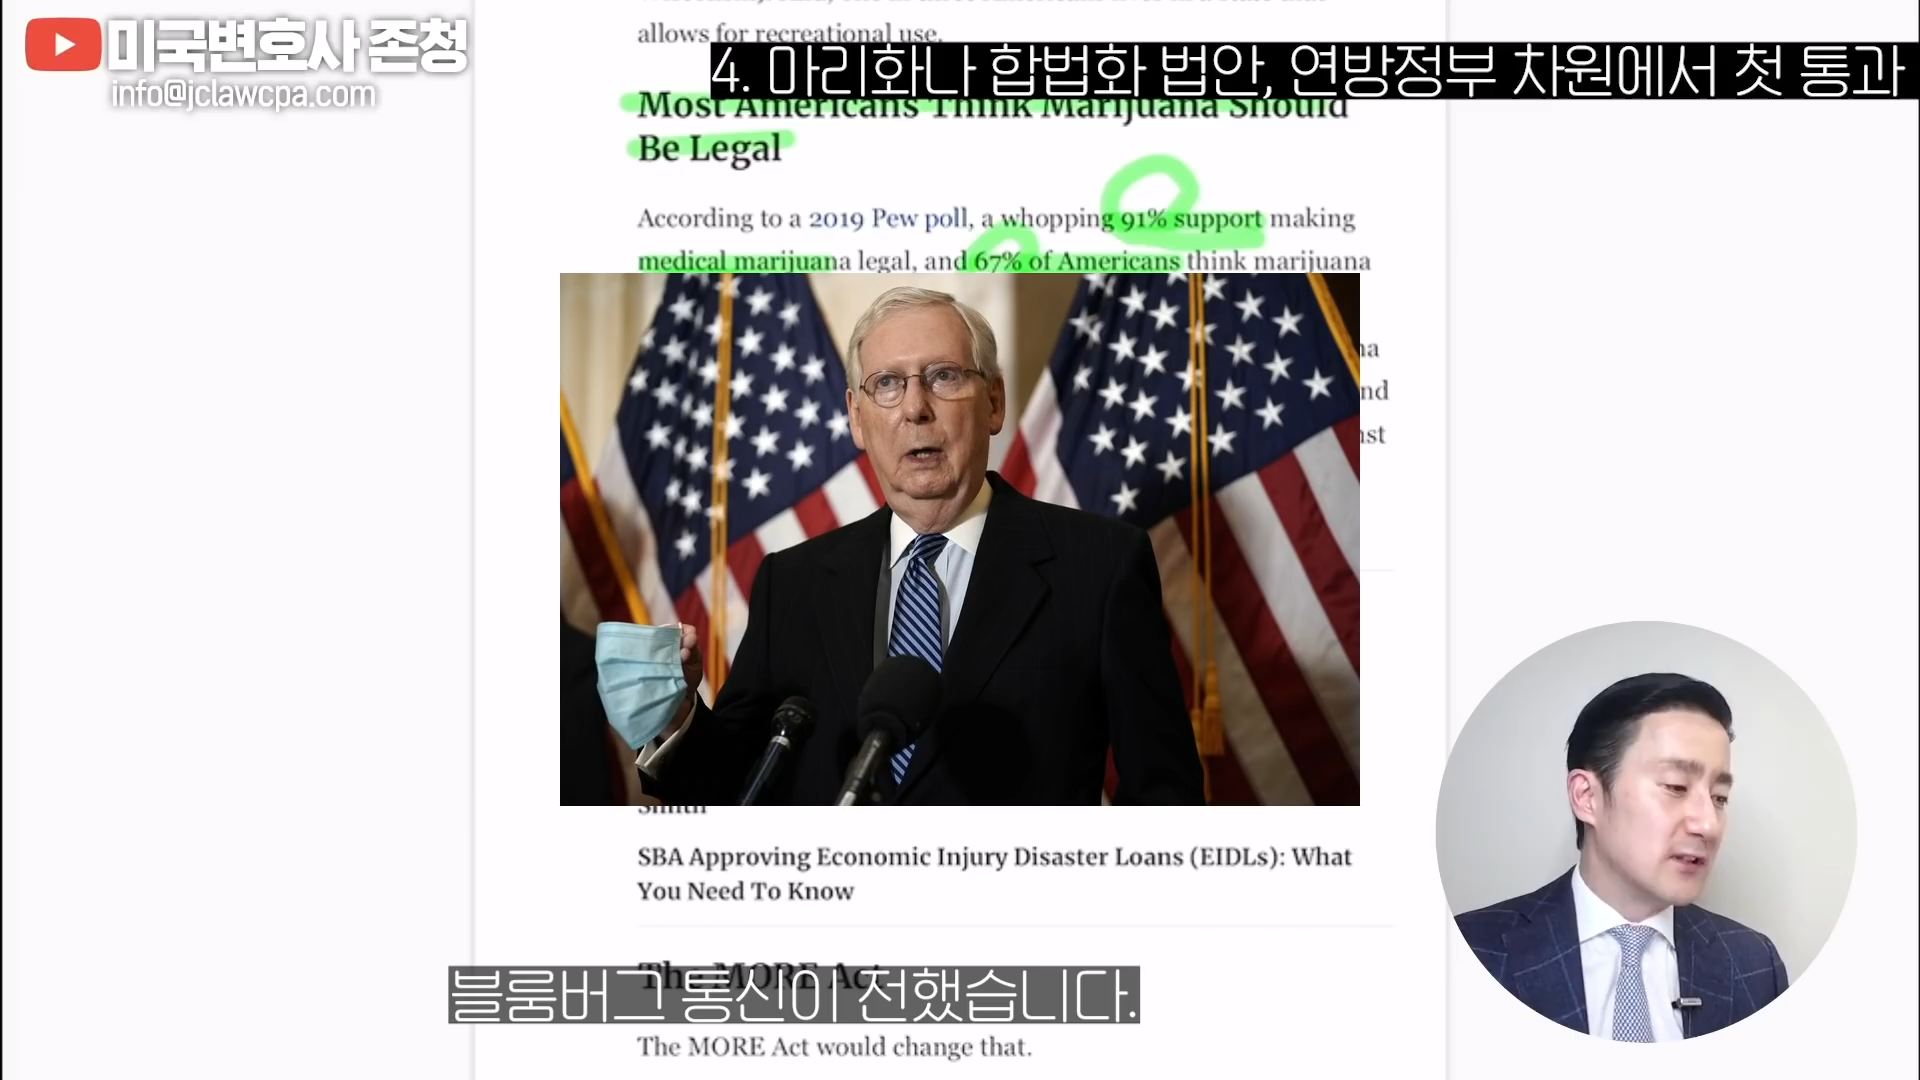 미국변호사 존청
info@jclawcpa.com
allows for recreational use.
4. 마리화나 합법화 법안, 연방정부 차원에서 첫 통과
Most Americans Think Marijuana Should
Be Legal
According to a 2019 Pew poll, a whopping 91% support making
medical marijuana legal, and 67% of Americans think marijuana
SBA Approving Economic Injury Disaster Loans (EIDLs): What
You Need To Know
The MORE Act
블룸버그 통신이 전했습니다.
The MORE Act would change that.